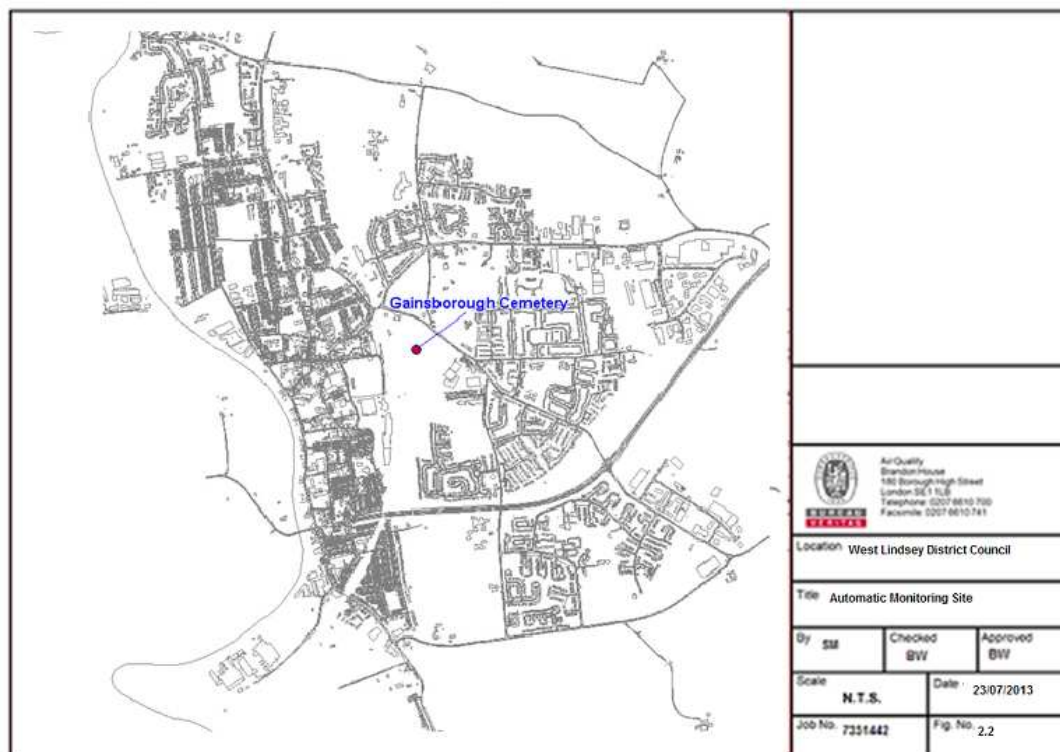 Gainsborough Cemetery
BUREAU
VERITAS
Air Quality
Brandon House
180 Borough High Street
London SE1 1LB
Telephone: 0207 6610 700
Facsimile: 0207 6610 741
Location West Lindsey District Council
Title Automatic Monitoring Site
By SM
Checked BW
Approved BW
Scale N.T.S.
Date 23/07/2013
Job No. 7351442
Fig. No. 2.2